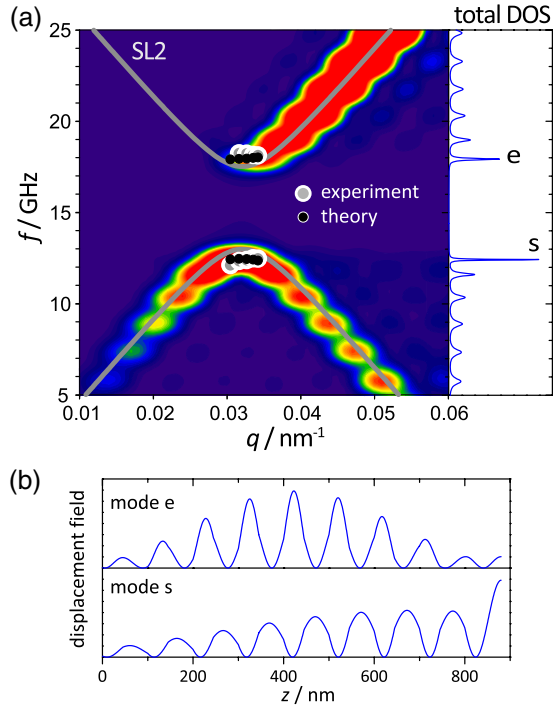 (a)
total DOS
25
SL2
20
e
experiment
theory
f / GHz
15
s
10
5
0.01 0.02 0.03 0.04 0.05 0.06
q / nm⁻¹
(b)
mode e
displacement field
mode s
0 200 400 600 800
z / nm